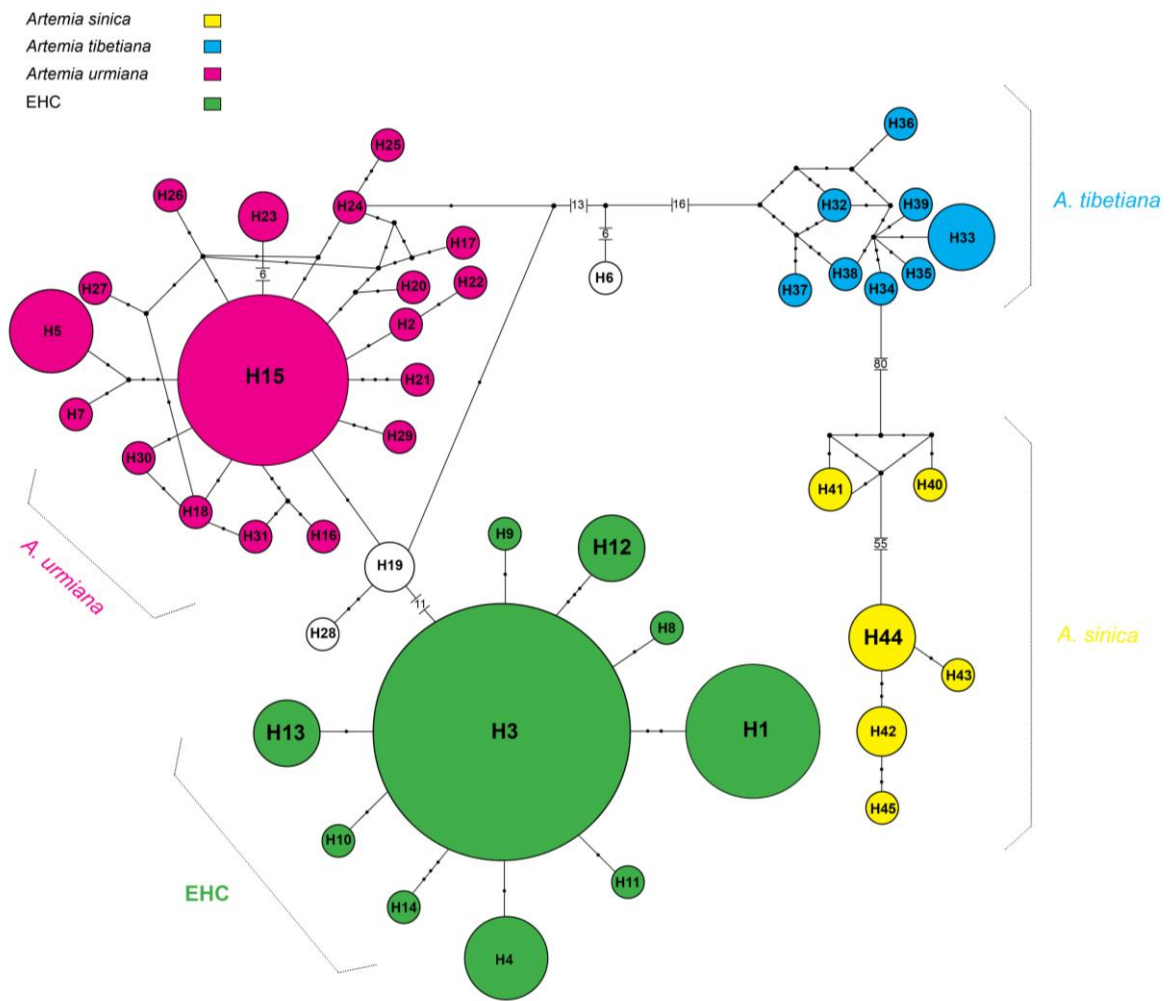 Artemia sinica
Artemia tibetiana
Artemia urmiana
EHC
H36
H25
H26
H23
H24
H32
H39
A. tibetiana
13
16
H33
H17
6
H6
H38
H35
H37
H34
H22
6
H27
H20
H2
H5
H15
80
H21
H7
H29
H30
H41
H40
H18
H31
H16
55
A. urmiana
H9
H12
H19
11
H28
H8
H44
A. sinica
H43
H13
H3
H1
H42
H45
H10
EHC
H14
H11
H4